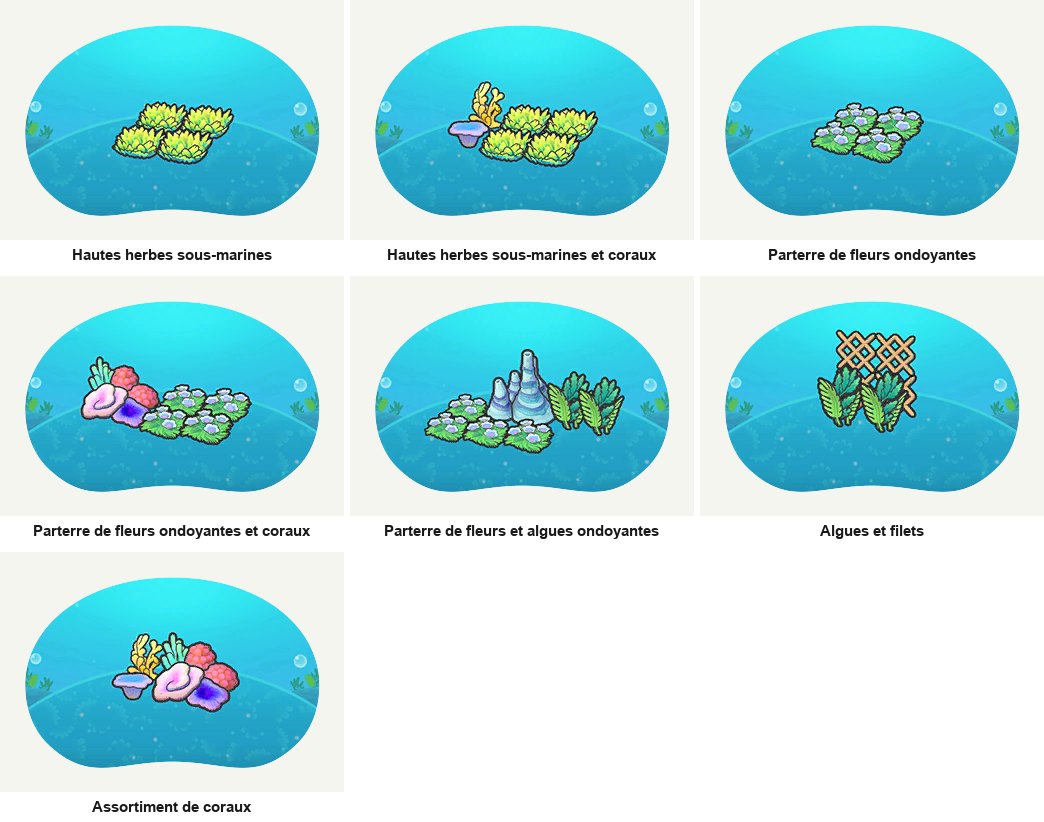 Hautes herbes sous-marines
Hautes herbes sous-marines et coraux
Parterre de fleurs ondoyantes
Parterre de fleurs ondoyantes et coraux
Parterre de fleurs et algues ondoyantes
Algues et filets
Assortiment de coraux